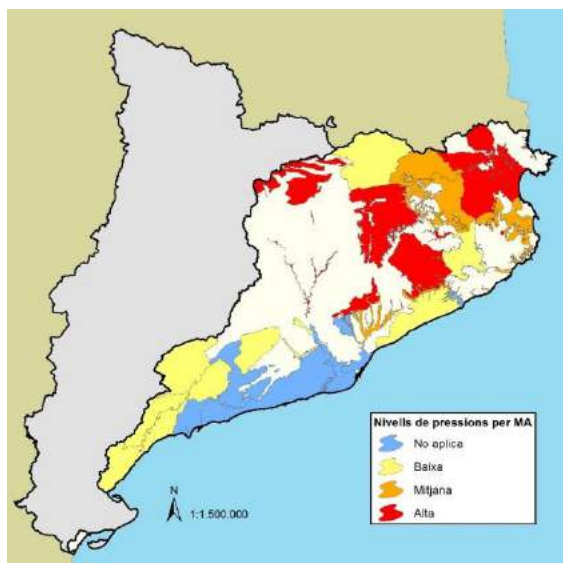 Nivells de pressions per MA
No aplica
Baixa
Mitjana
Alta
N
1:1.500.000